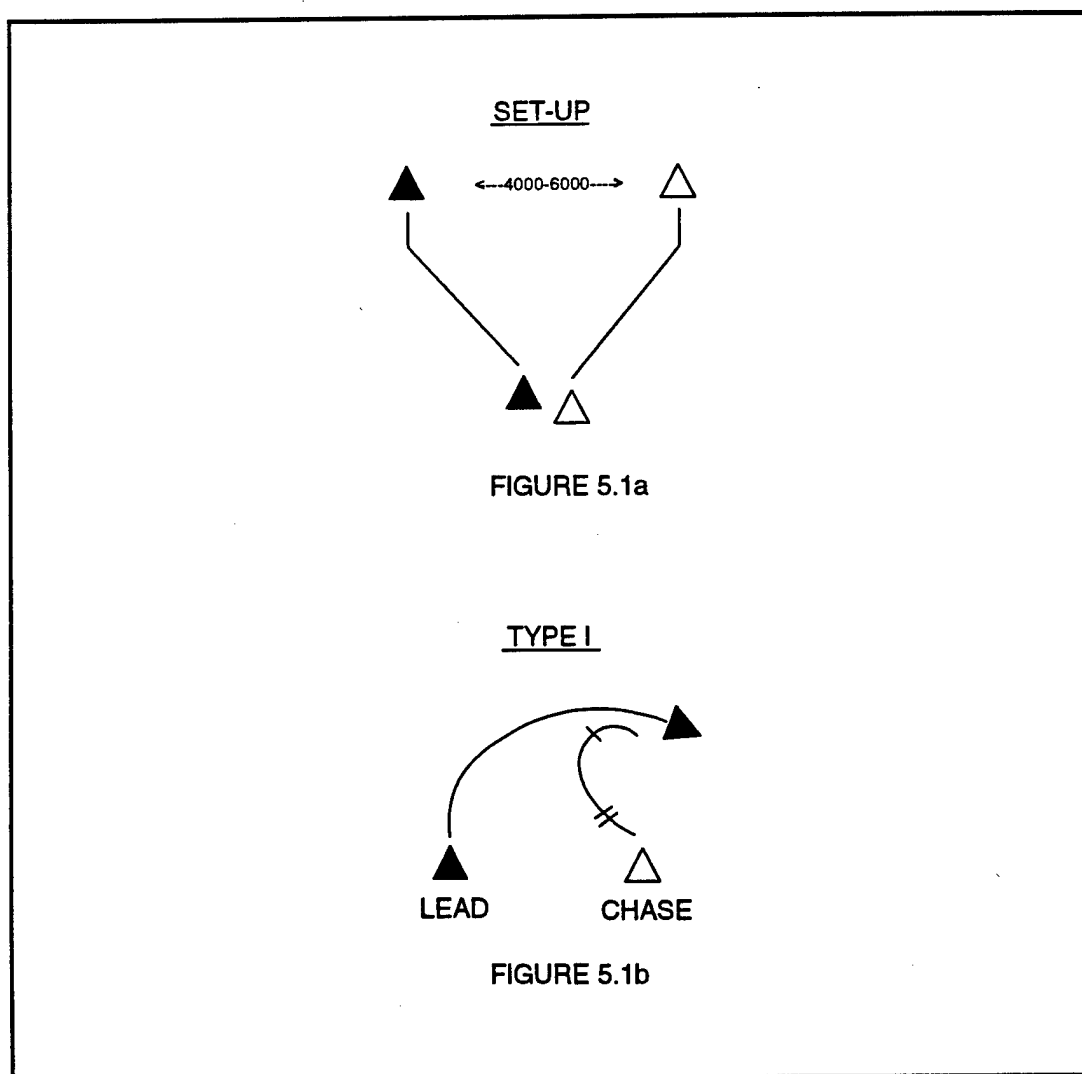 SET-UP
<---4000-6000---->
FIGURE 5.1a
TYPE I
LEAD CHASE
FIGURE 5.1b